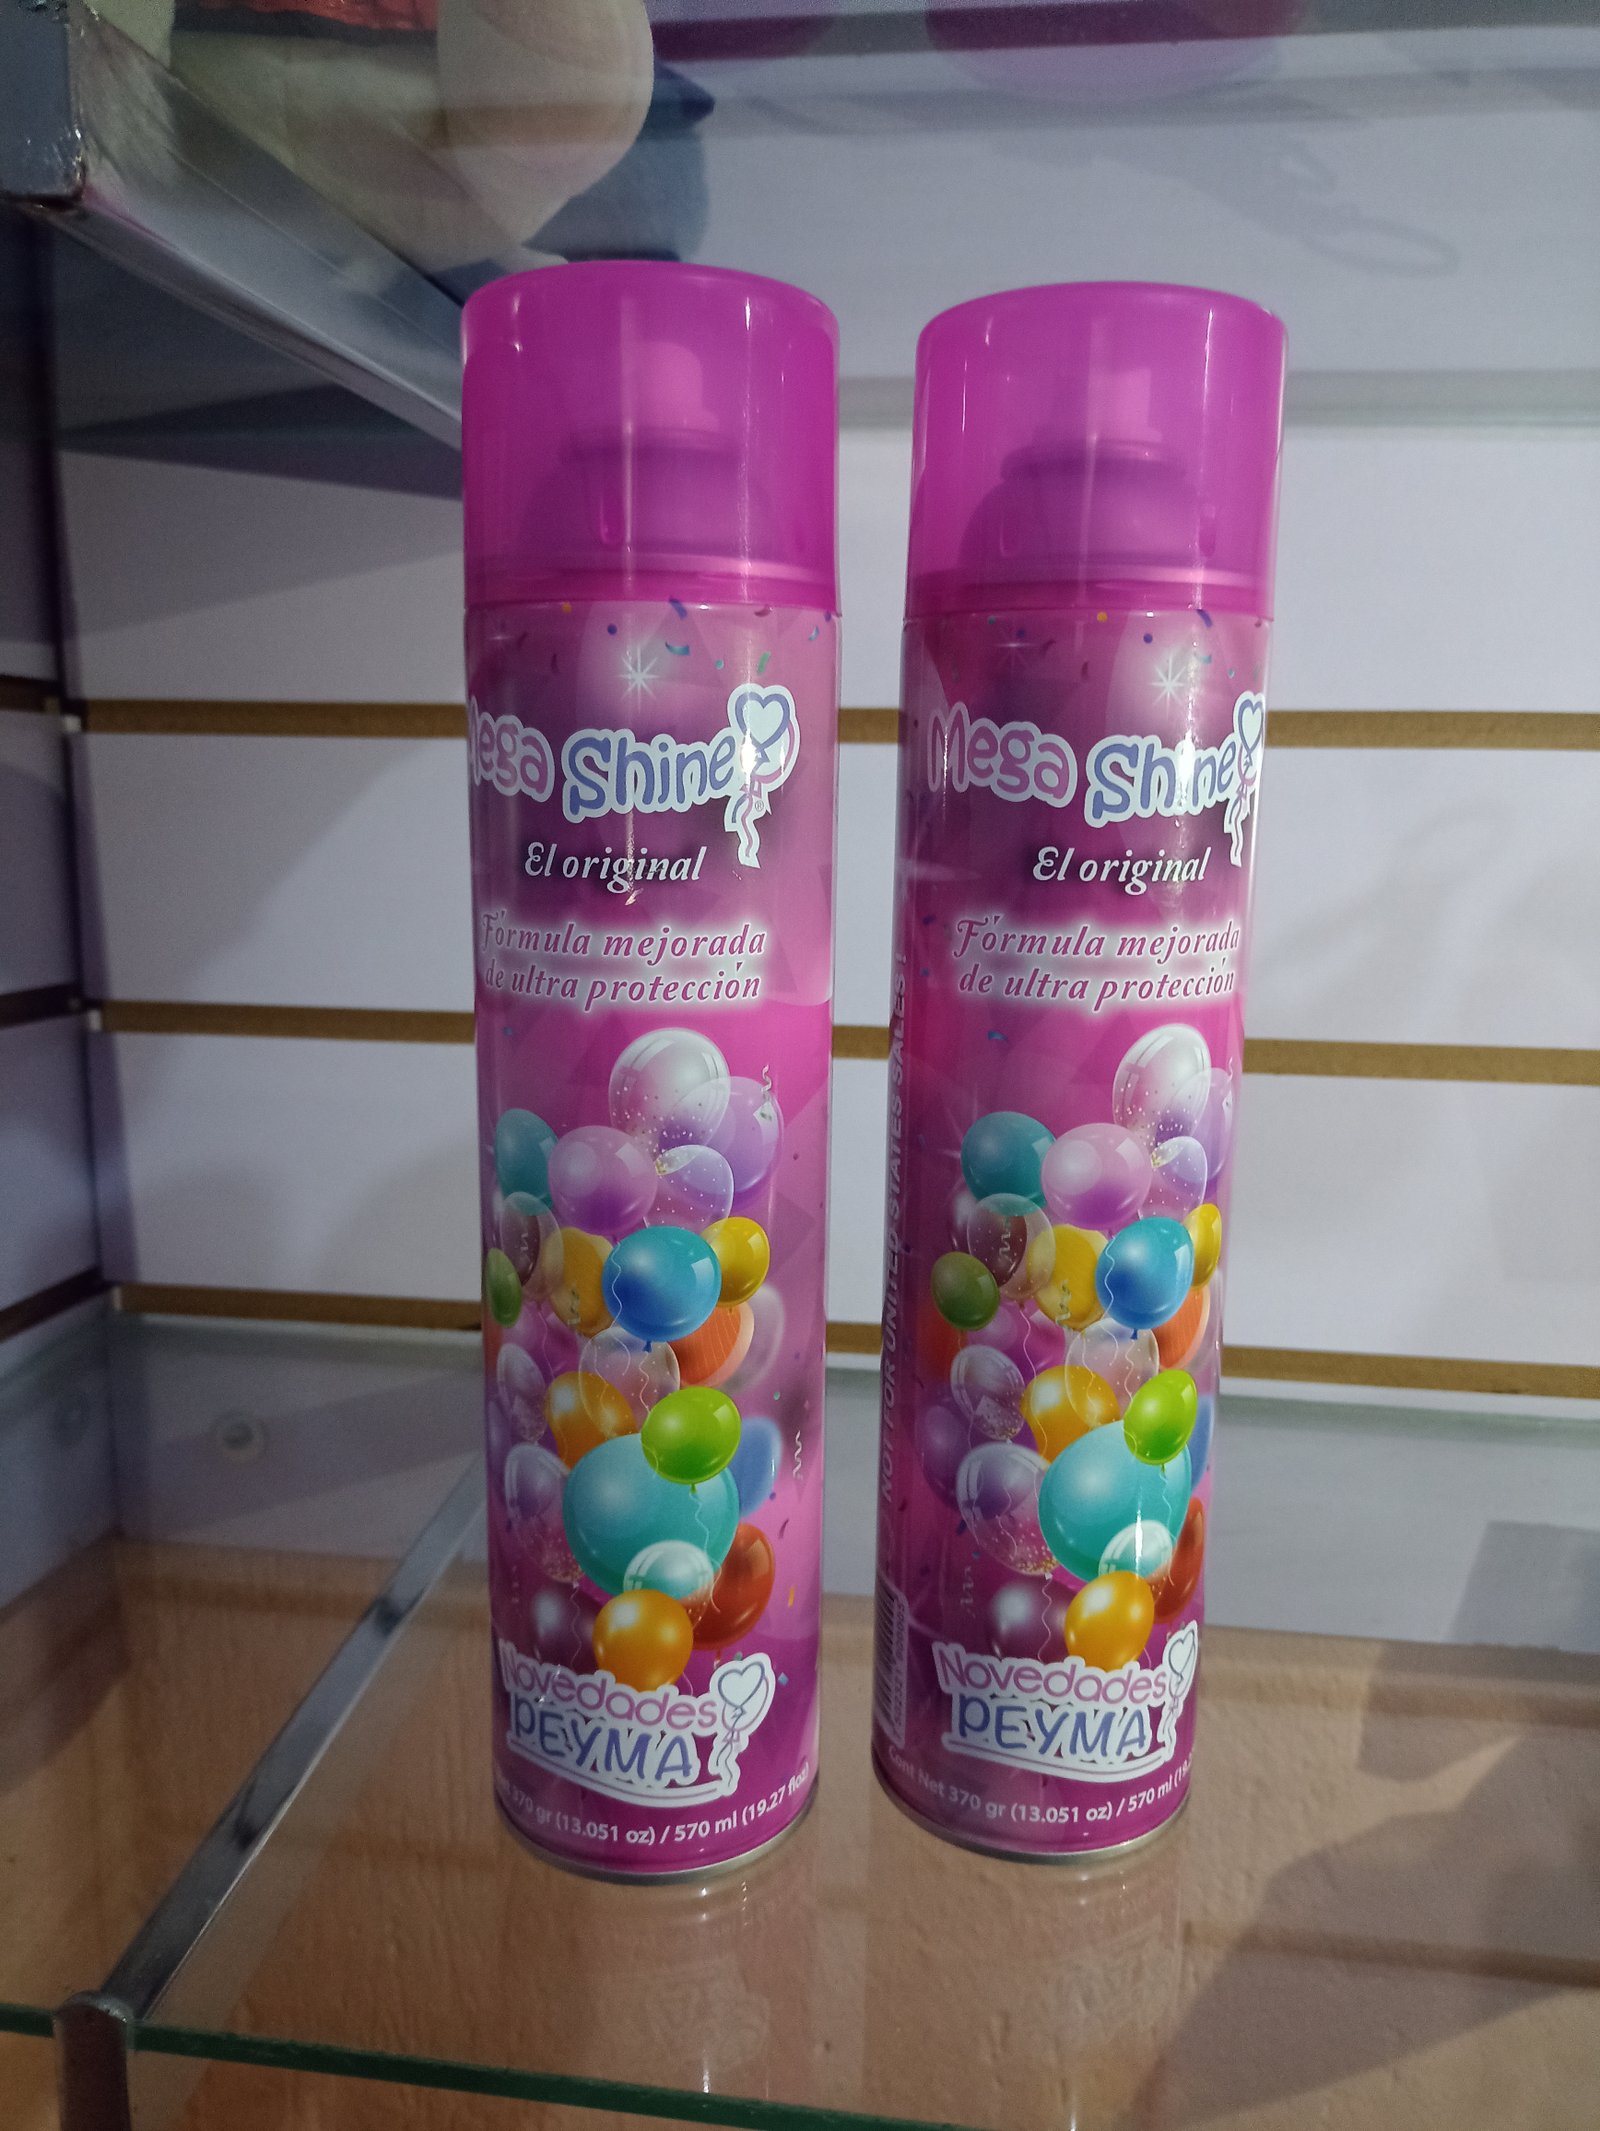 Mega Shine
®
El original
Fórmula mejorada
de ultra protección
Novedades
PEYMA
370 gr (13.051 oz) / 570 ml (19.27 floz)
Mega Shine
El original
Fórmula mejorada
de ultra protección
NOT FOR UNITED STATES SALES!
Novedades
PEYMA
Cont Net 370 gr (13.051 oz) / 570 ml